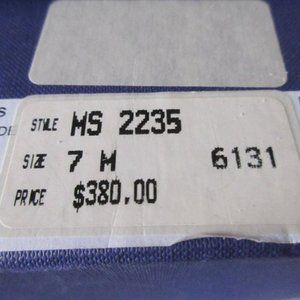 STYLE MS 2235
SIZE 7 M 6131
PRICE $380.00